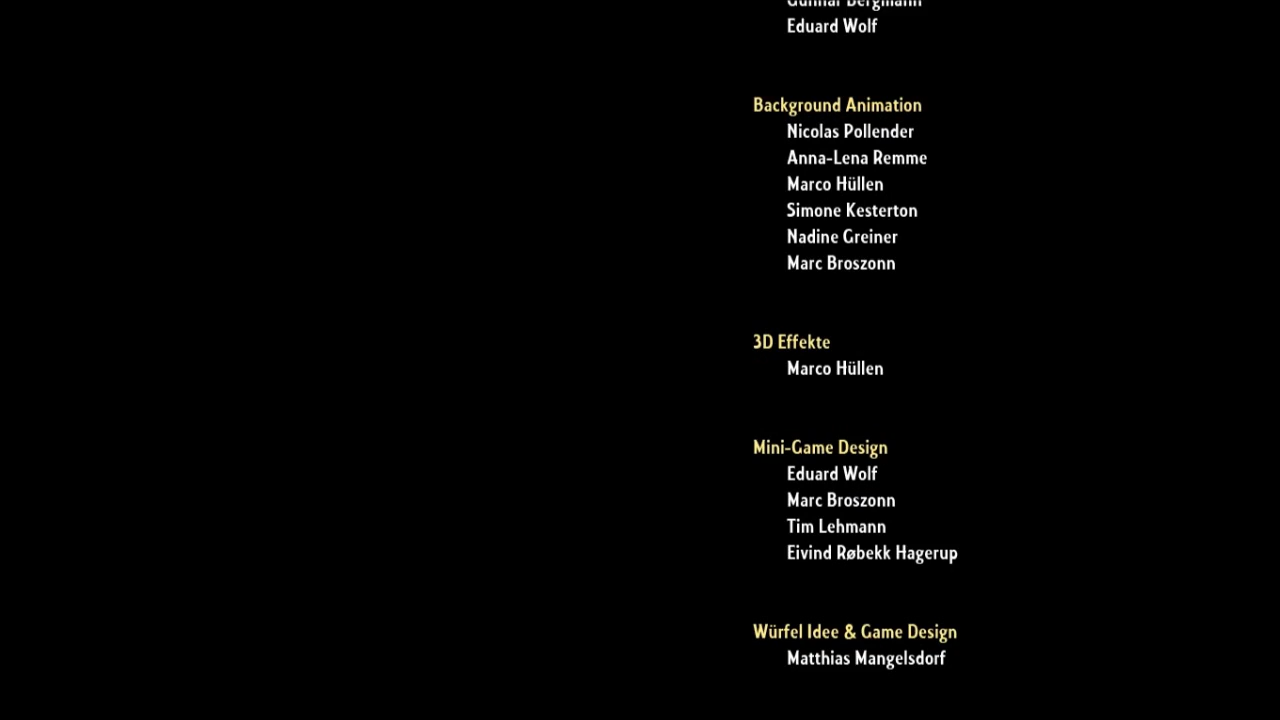 Gunnar Bergmann
Eduard Wolf
Background Animation
Nicolas Pollender
Anna-Lena Remme
Marco Hüllen
Simone Kesterton
Nadine Greiner
Marc Broszonn
3D Effekte
Marco Hüllen
Mini-Game Design
Eduard Wolf
Marc Broszonn
Tim Lehmann
Eivind Røbekk Hagerup
Würfel Idee & Game Design
Matthias Mangelsdorf